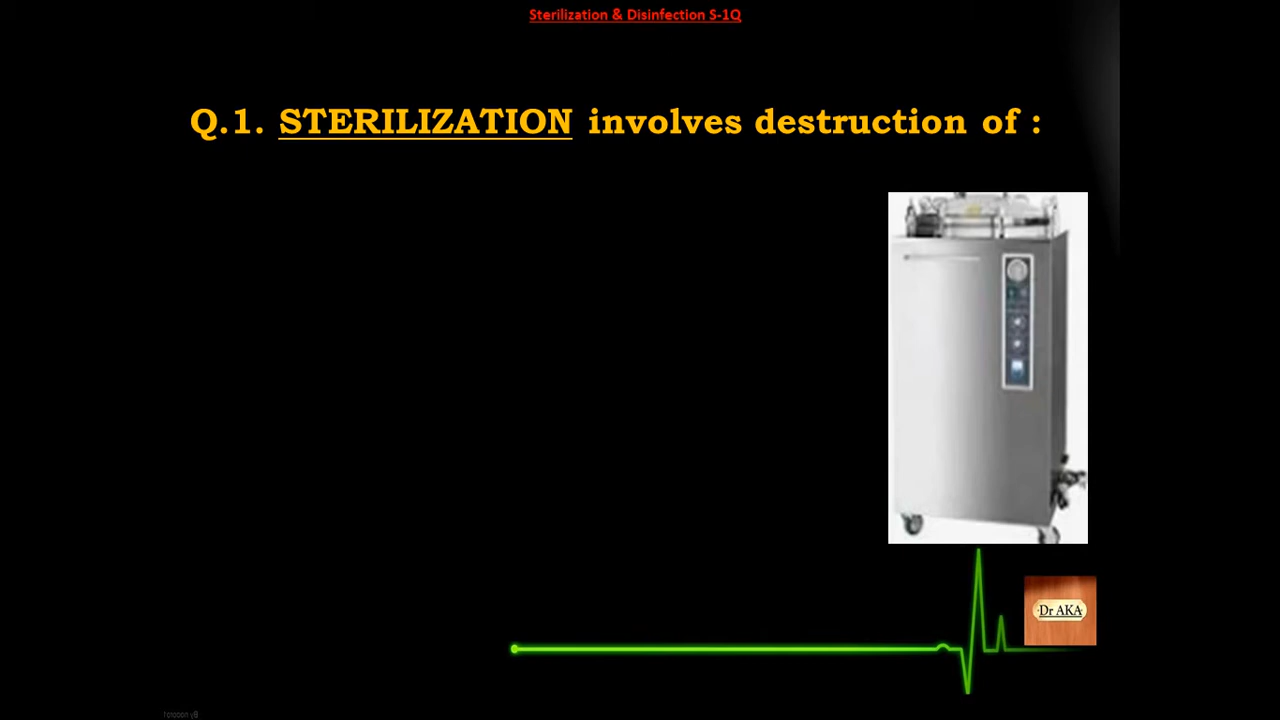 Sterilization & Disinfection S-1Q
Q.1. STERILIZATION involves destruction of :
Dr AKA